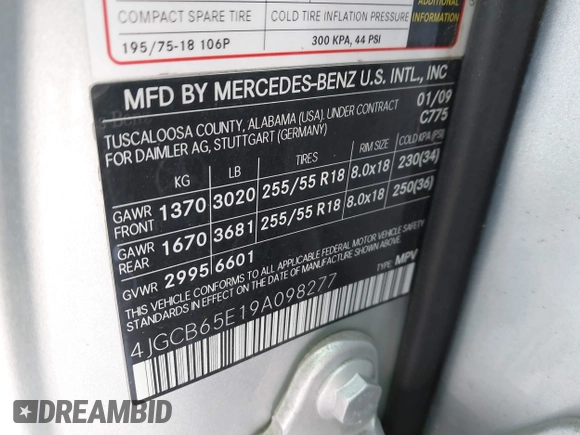 ADDITIONAL
INFORMATION
COMPACT SPARE TIRE
COLD TIRE INFLATION PRESSURE
195/75-18 106P
300 KPA, 44 PSI
MFD BY MERCEDES-BENZ U.S. INTL., INC
TUSCALOOSA COUNTY, ALABAMA (USA), UNDER CONTRACT 01/09
FOR DAIMLER AG, STUTTGART (GERMANY) C775
KG LB TIRES RIM SIZE COLD KPA (PSI)
GAWR FRONT 1370 3020 255/55 R18 8.0x18 230(34)
GAWR REAR 1670 3681 255/55 R18 8.0x18 250(36)
GVWR 2995 6601
THIS VEHICLE CONFORMS TO ALL APPLICABLE FEDERAL MOTOR VEHICLE SAFETY
STANDARDS IN EFFECT ON THE DATE OF MANUFACTURE SHOWN ABOVE.
4JGCB65E19A098277 TYPE: MPV
DREAMBID